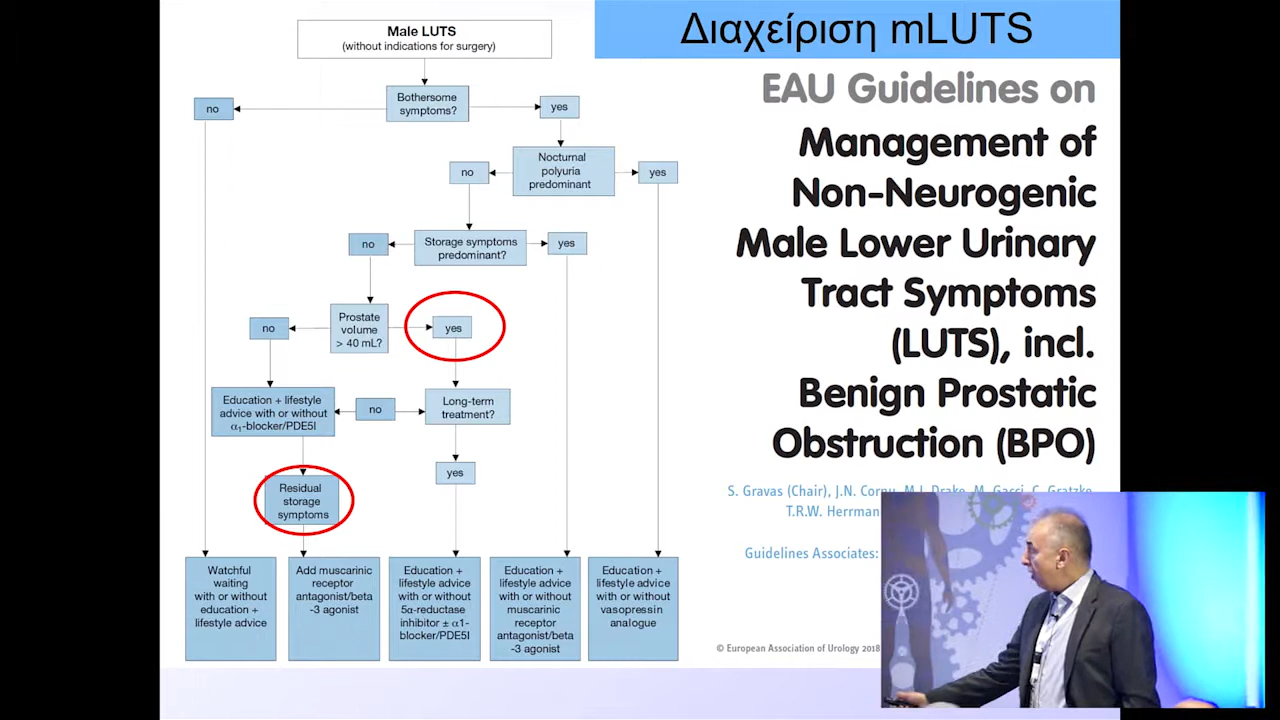 Διαχείριση mLUTS
Male LUTS
(without indications for surgery)
no
Bothersome
symptoms?
yes
no
Nocturnal
polyuria
predominant
yes
no
Storage symptoms
predominant?
yes
no
Prostate
volume
> 40 mL?
yes
Education + lifestyle
advice with or without
α1-blocker/PDE5I
no
Long-term
treatment?
yes
Residual
storage
symptoms
Watchful
waiting
with or without
education +
lifestyle advice
Add muscarinic
receptor
antagonist/beta
-3 agonist
Education +
lifestyle advice
with or without
5α-reductase
inhibitor ± α1-
blocker/PDE5I
Education +
lifestyle advice
with or without
muscarinic
receptor
antagonist/beta
-3 agonist
Education +
lifestyle advice
with or without
vasopressin
analogue
EAU Guidelines on
Management of
Non-Neurogenic
Male Lower Urinary
Tract Symptoms
(LUTS), incl.
Benign Prostatic
Obstruction (BPO)
S. Gravas (Chair), J.N. Cornu, M.J. Drake, M. Gacci, C. Gratzke,
T.R.W. Herrman
Guidelines Associates:
© European Association of Urology 2018